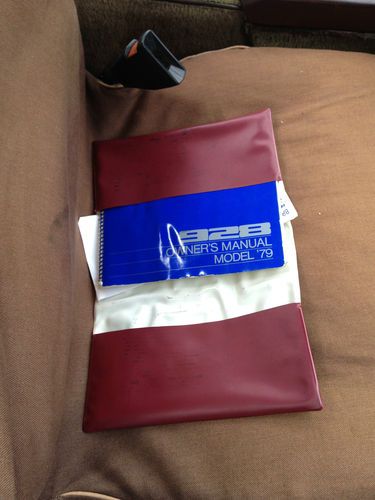 928
OWNER'S MANUAL
MODEL '79